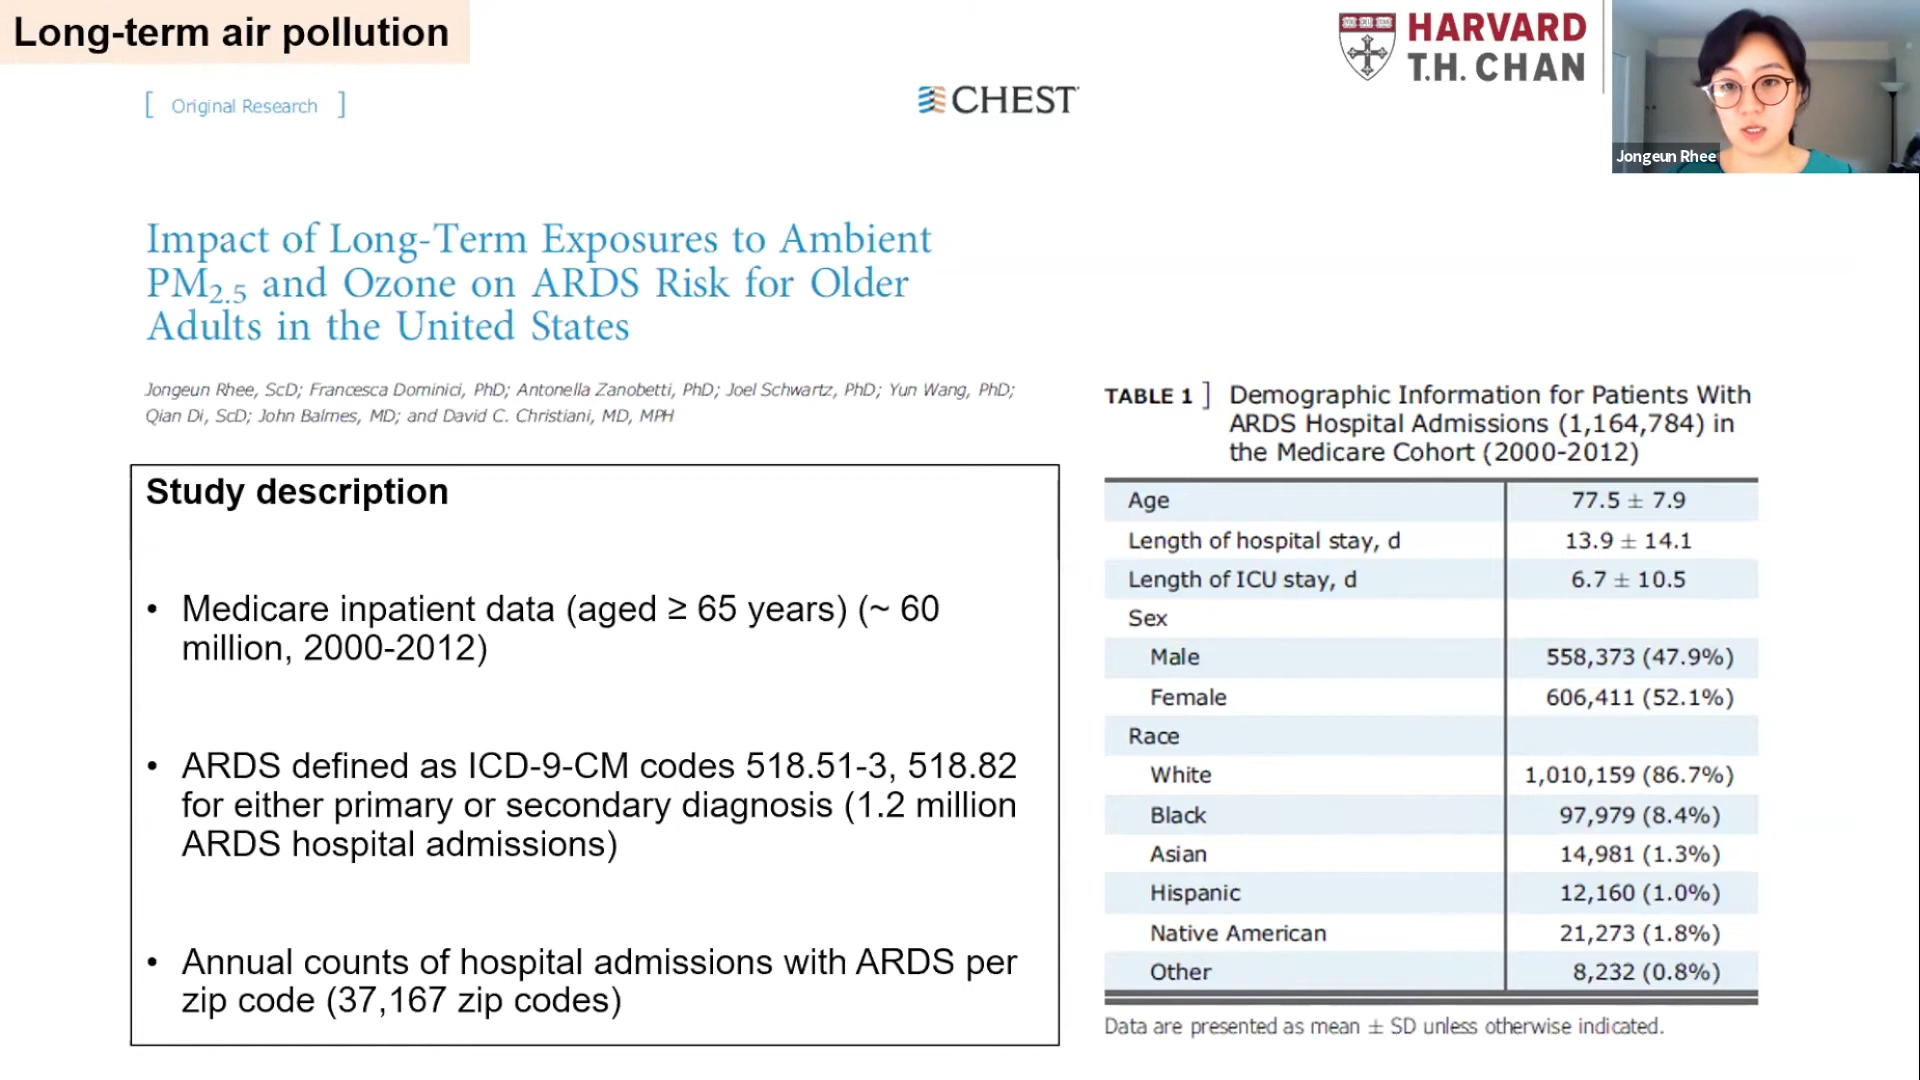 Long-term air pollution
HARVARD
T.H. CHAN
[ Original Research ]
CHEST
Jongeun Rhee
Impact of Long-Term Exposures to Ambient
PM2.5 and Ozone on ARDS Risk for Older
Adults in the United States
Jongeun Rhee, ScD; Francesca Dominici, PhD; Antonella Zanobetti, PhD; Joel Schwartz, PhD; Yun Wang, PhD;
Qian Di, ScD; John Balmes, MD; and David C. Christiani, MD, MPH
Study description
• Medicare inpatient data (aged ≥ 65 years) (~ 60
million, 2000-2012)
• ARDS defined as ICD-9-CM codes 518.51-3, 518.82
for either primary or secondary diagnosis (1.2 million
ARDS hospital admissions)
• Annual counts of hospital admissions with ARDS per
zip code (37,167 zip codes)
TABLE 1 ] Demographic Information for Patients With
ARDS Hospital Admissions (1,164,784) in
the Medicare Cohort (2000-2012)
Age 77.5 ± 7.9
Length of hospital stay, d 13.9 ± 14.1
Length of ICU stay, d 6.7 ± 10.5
Sex
Male 558,373 (47.9%)
Female 606,411 (52.1%)
Race
White 1,010,159 (86.7%)
Black 97,979 (8.4%)
Asian 14,981 (1.3%)
Hispanic 12,160 (1.0%)
Native American 21,273 (1.8%)
Other 8,232 (0.8%)
Data are presented as mean ± SD unless otherwise indicated.